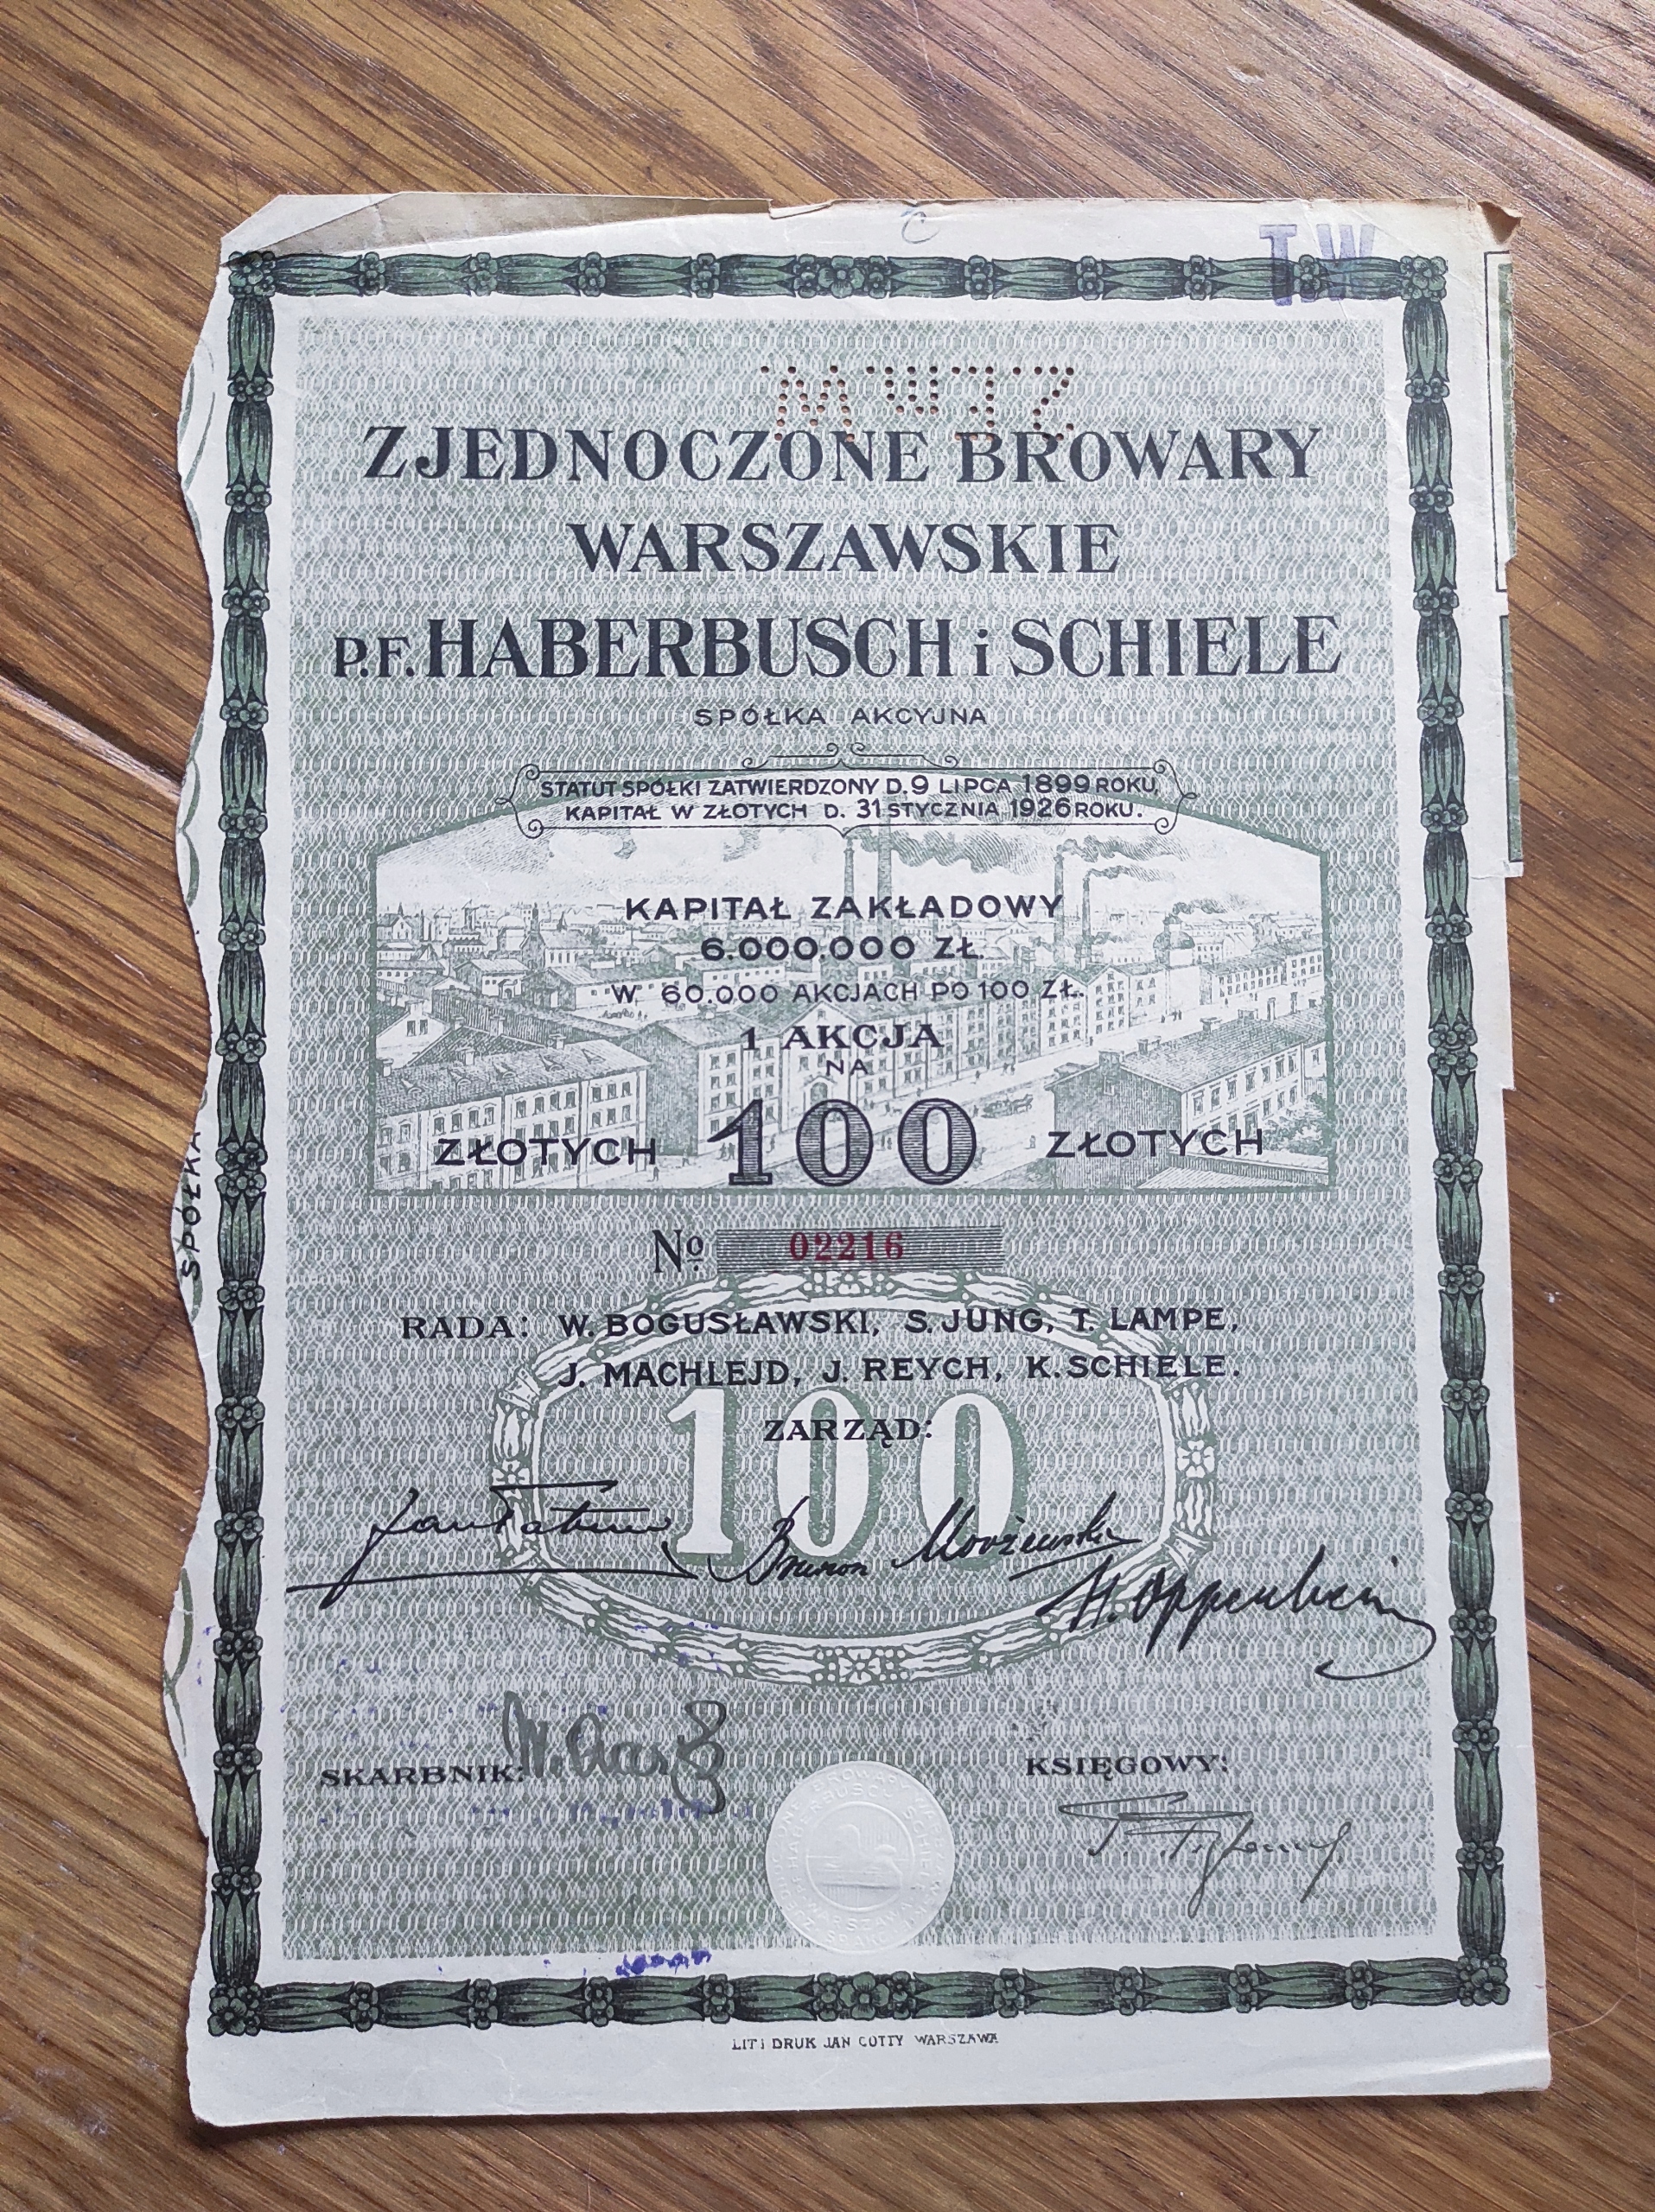 T.W
ZJEDNOCZONE BROWARY
WARSZAWSKIE
P.F. HABERBUSCH i SCHIELE
SPÓŁKA AKCYJNA
STATUT SPÓŁKI ZATWIERDZONY D. 9 LIPCA 1899 ROKU,
KAPITAŁ W ZŁOTYCH D. 31 STYCZNIA 1926 ROKU.
KAPITAŁ ZAKŁADOWY
6.000.000 ZŁ.
W 60.000 AKCJACH PO 100 ZŁ.
1 AKCJA
NA
ZŁOTYCH 100 ZŁOTYCH
No. 02216
SPÓŁKA
RADA: W. BOGUSŁAWSKI, S. JUNG, T. LAMPE,
J. MACHLEJD, J. REYCH, K. SCHIELE.
100
ZARZĄD:
H. Oppenheim
SKARBNIK:
KSIĘGOWY:
LIT i DRUK JAN COTTY WARSZAWA